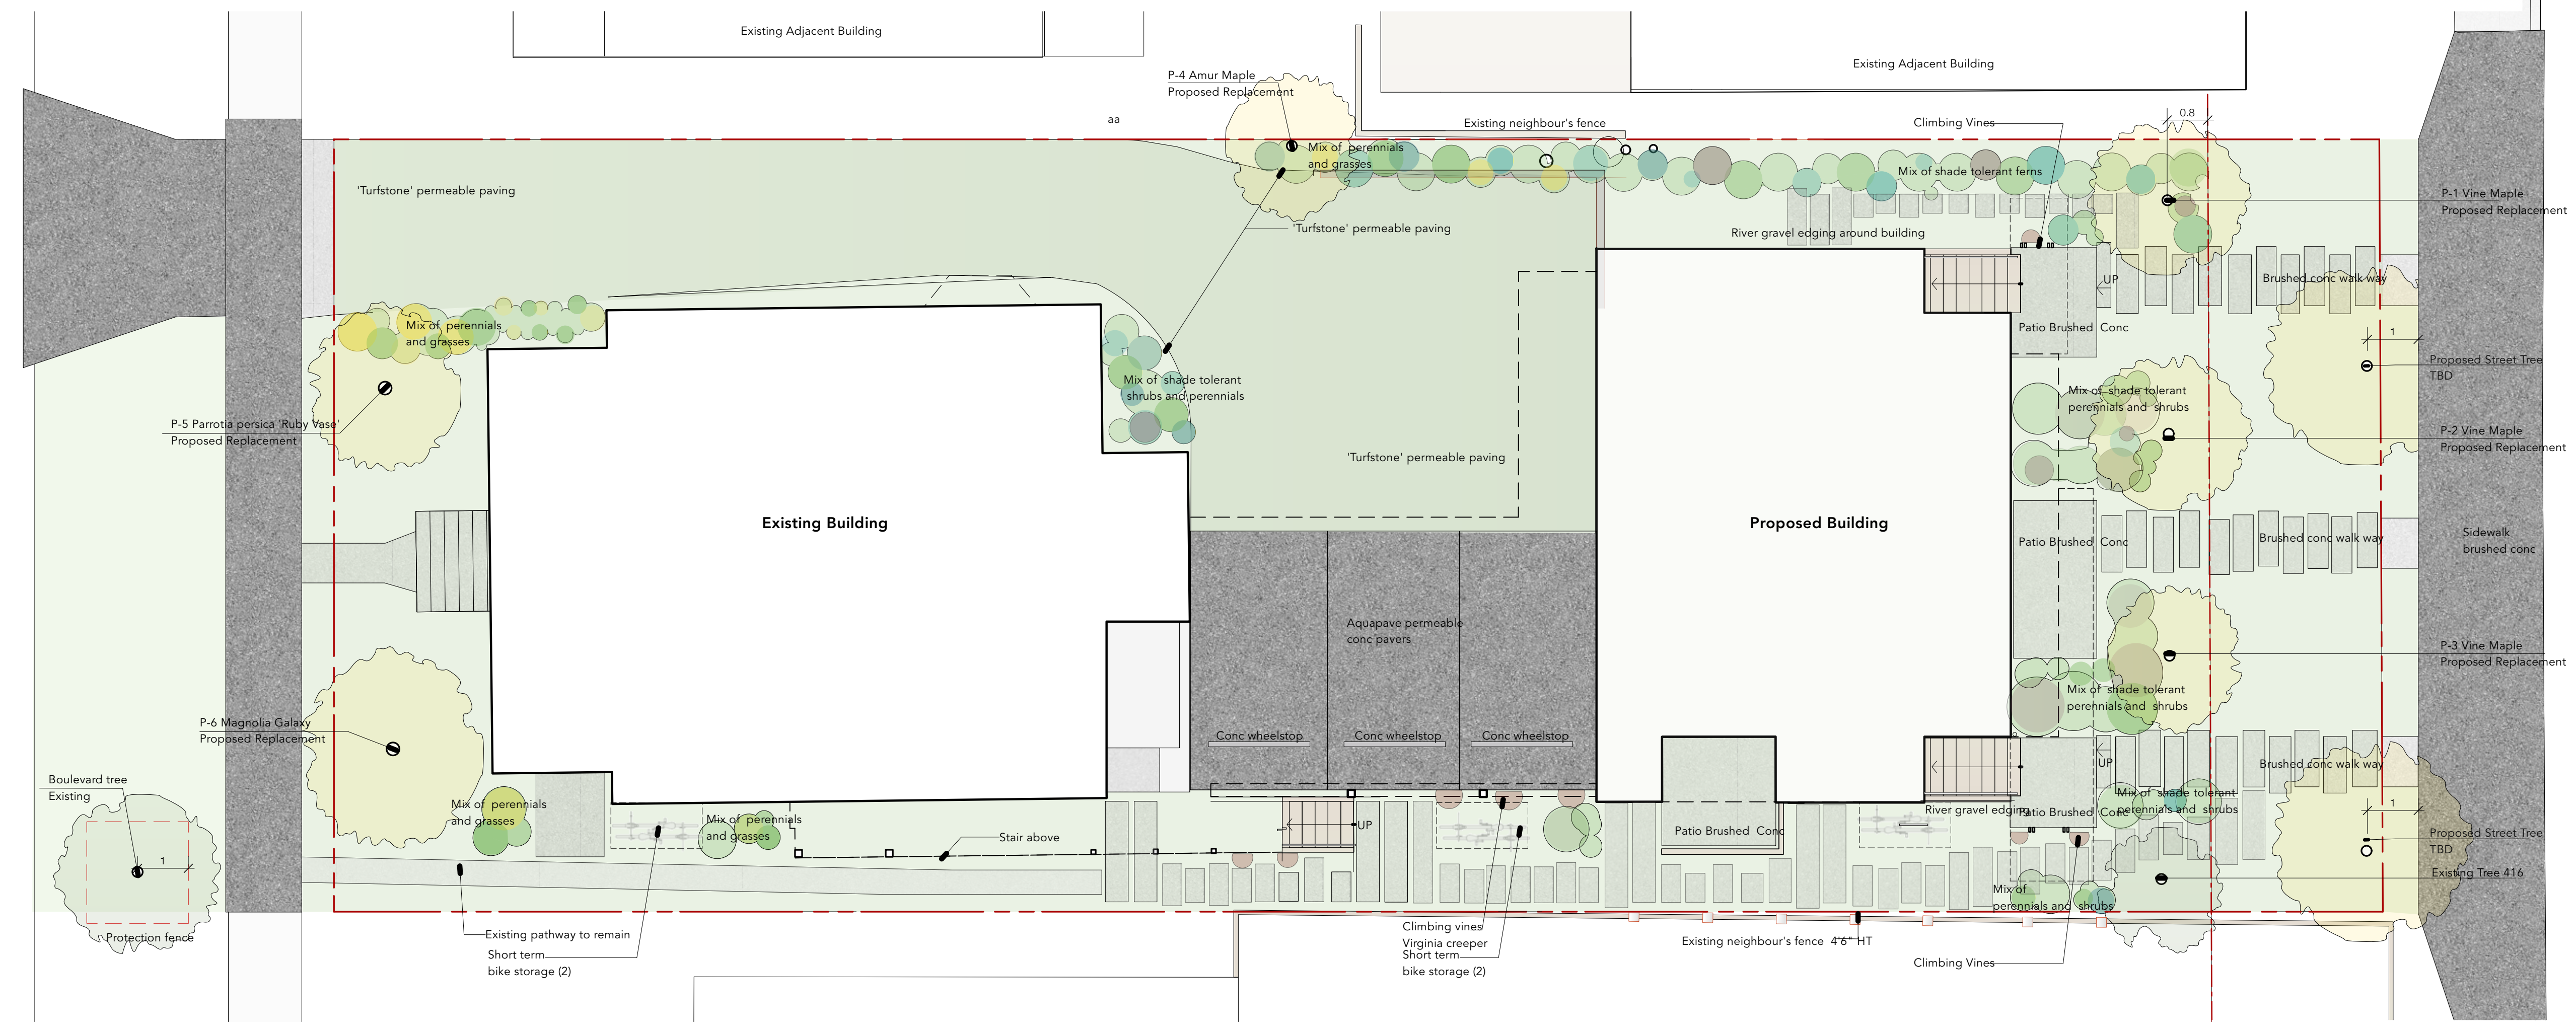 Existing Adjacent Building
Existing Adjacent Building
P-4 Amur Maple
Proposed Replacement
aa
Existing neighbour's fence
Climbing Vines
0.8
Mix of perennials
and grasses
Mix of shade tolerant ferns
'Turfstone' permeable paving
P-1 Vine Maple
Proposed Replacement
'Turfstone' permeable paving
River gravel edging around building
UP
Brushed conc walk way
Mix of perennials
and grasses
Patio Brushed Conc
1
Proposed Street Tree
TBD
Mix of shade tolerant
shrubs and perennials
Mix of shade tolerant
perennials and shrubs
P-5 Parrotia persica 'Ruby Vase'
Proposed Replacement
P-2 Vine Maple
Proposed Replacement
'Turfstone' permeable paving
Existing Building
Proposed Building
Patio Brushed Conc
Brushed conc walk way
Sidewalk
brushed conc
Aquapave permeable
conc pavers
P-3 Vine Maple
Proposed Replacement
Mix of shade tolerant
perennials and shrubs
P-6 Magnolia Galaxy
Proposed Replacement
Conc wheelstop
Conc wheelstop
Conc wheelstop
UP
Brushed conc walk way
Boulevard tree
Existing
Mix of perennials
and grasses
Mix of perennials
and grasses
Stair above
UP
Patio Brushed Conc
River gravel edging
Patio Brushed Conc
Mix of shade tolerant
perennials and shrubs
1
Proposed Street Tree
TBD
1
Existing Tree 416
Mix of
perennials and shrubs
Protection fence
Existing pathway to remain
Short term
bike storage (2)
Climbing vines
Virginia creeper
Short term
bike storage (2)
Existing neighbour's fence 4'6" HT
Climbing Vines